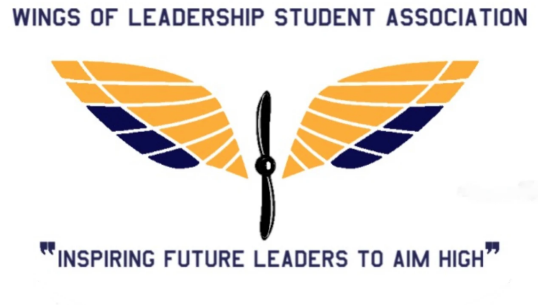 WINGS OF LEADERSHIP STUDENT ASSOCIATION
"INSPIRING FUTURE LEADERS TO AIM HIGH"